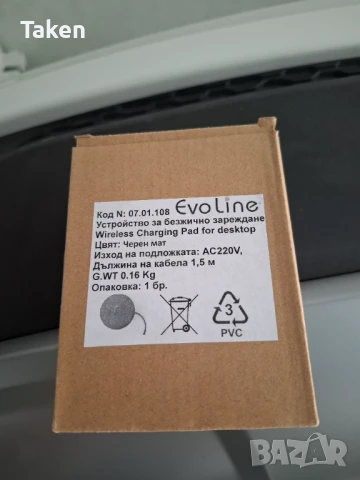 Taken
Код N: 07.01.108 EvoLine
Устройство за безжично зареждане
Wireless Charging Pad for desktop
Цвят: Черен мат
Изход на подложката: AC220V,
Дължина на кабела 1,5 м
G.WT 0.16 Kg
Опаковка: 1 бр.
3
PVC
BAZAR